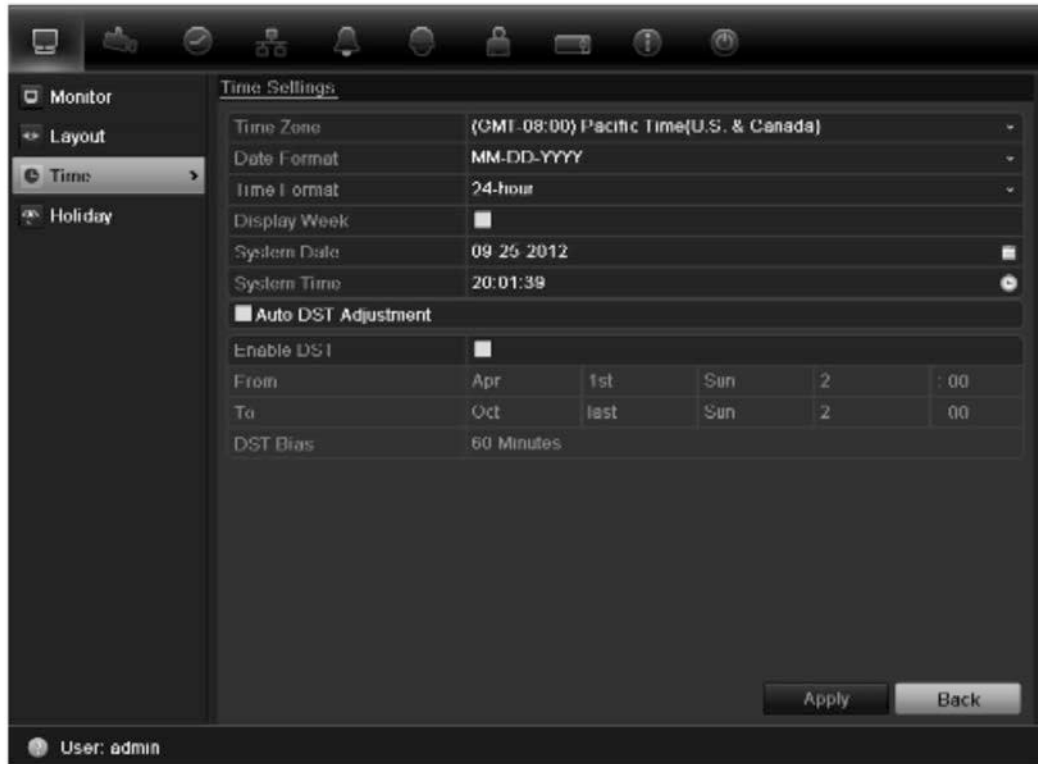 Monitor
Layout
Time
Holiday
Time Settings
Time Zone (GMT-08:00) Pacific Time(U.S. & Canada)
Date Format MM-DD-YYYY
Time Format 24-hour
Display Week
System Date 09-25-2012
System Time 20:01:39
Auto DST Adjustment
Enable DST
From Apr 1st Sun 2 : 00
To Oct last Sun 2 00
DST Bias 60 Minutes
Apply Back
User: admin